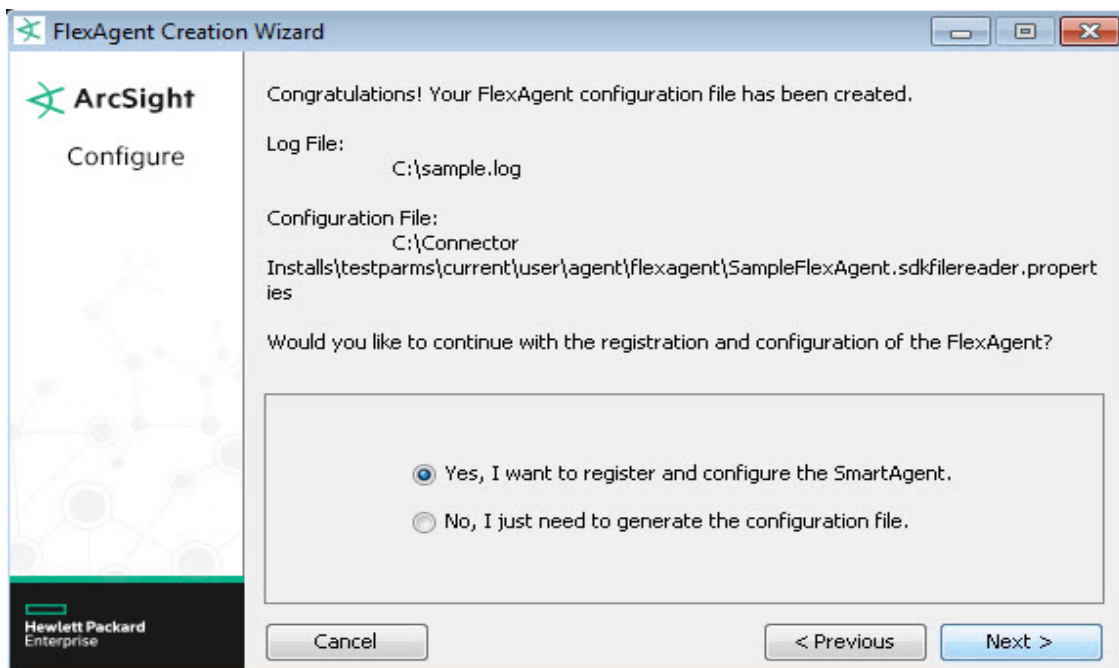 FlexAgent Creation Wizard
ArcSight
Configure
Congratulations! Your FlexAgent configuration file has been created.
Log File:
C:\sample.log
Configuration File:
C:\Connector
Installs\testparms\current\user\agent\flexagent\SampleFlexAgent.sdkfilereader.propert
ies
Would you like to continue with the registration and configuration of the FlexAgent?
Yes, I want to register and configure the SmartAgent.
No, I just need to generate the configuration file.
Hewlett Packard
Enterprise
Cancel
< Previous
Next >